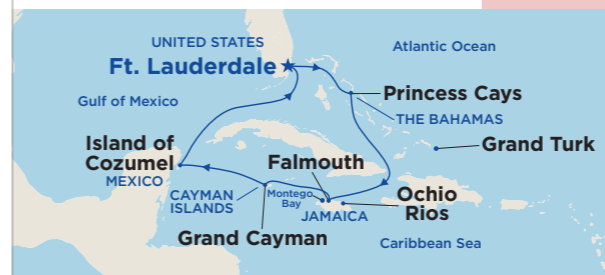 UNITED STATES
Ft. Lauderdale
Atlantic Ocean
Gulf of Mexico
Princess Cays
THE BAHAMAS
Grand Turk
Island of
Cozumel
MEXICO
Falmouth
CAYMAN
ISLANDS
Montego
Bay
JAMAICA
Ochio
Rios
Grand Cayman
Caribbean Sea